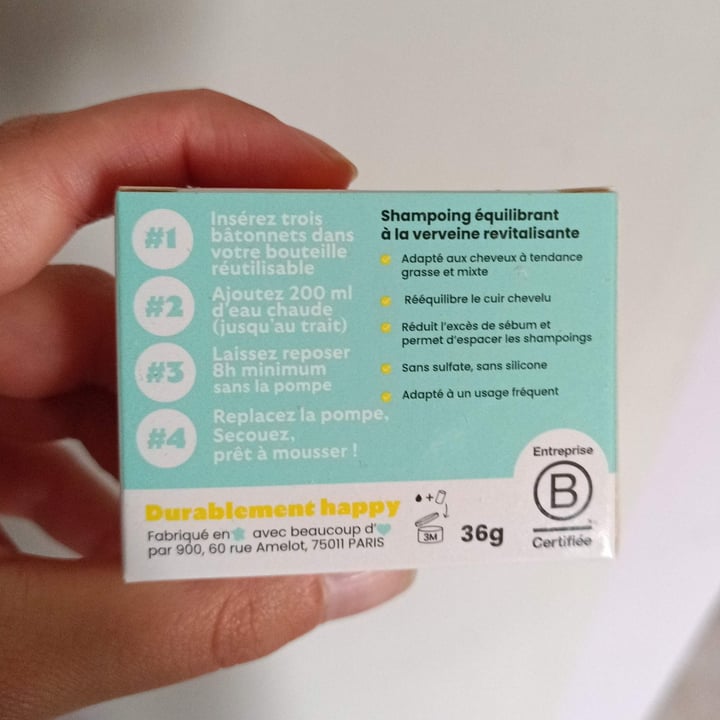 #1
Insérez trois
bâtonnets dans
votre bouteille
réutilisable
#2
Ajoutez 200 ml
d'eau chaude
(jusqu'au trait)
#3
Laissez reposer
8h minimum
sans la pompe
#4
Replacez la pompe,
Secouez,
prêt à mousser !
Shampoing équilibrant
à la verveine revitalisante
Adapté aux cheveux à tendance
grasse et mixte
Rééquilibre le cuir chevelu
Réduit l'excès de sébum et
permet d'espacer les shampoings
Sans sulfate, sans silicone
Adapté à un usage fréquent
Durablement happy
Fabriqué en avec beaucoup d'
par 900, 60 rue Amelot, 75011 PARIS
+
3M
36g
Entreprise
B
Certifiée